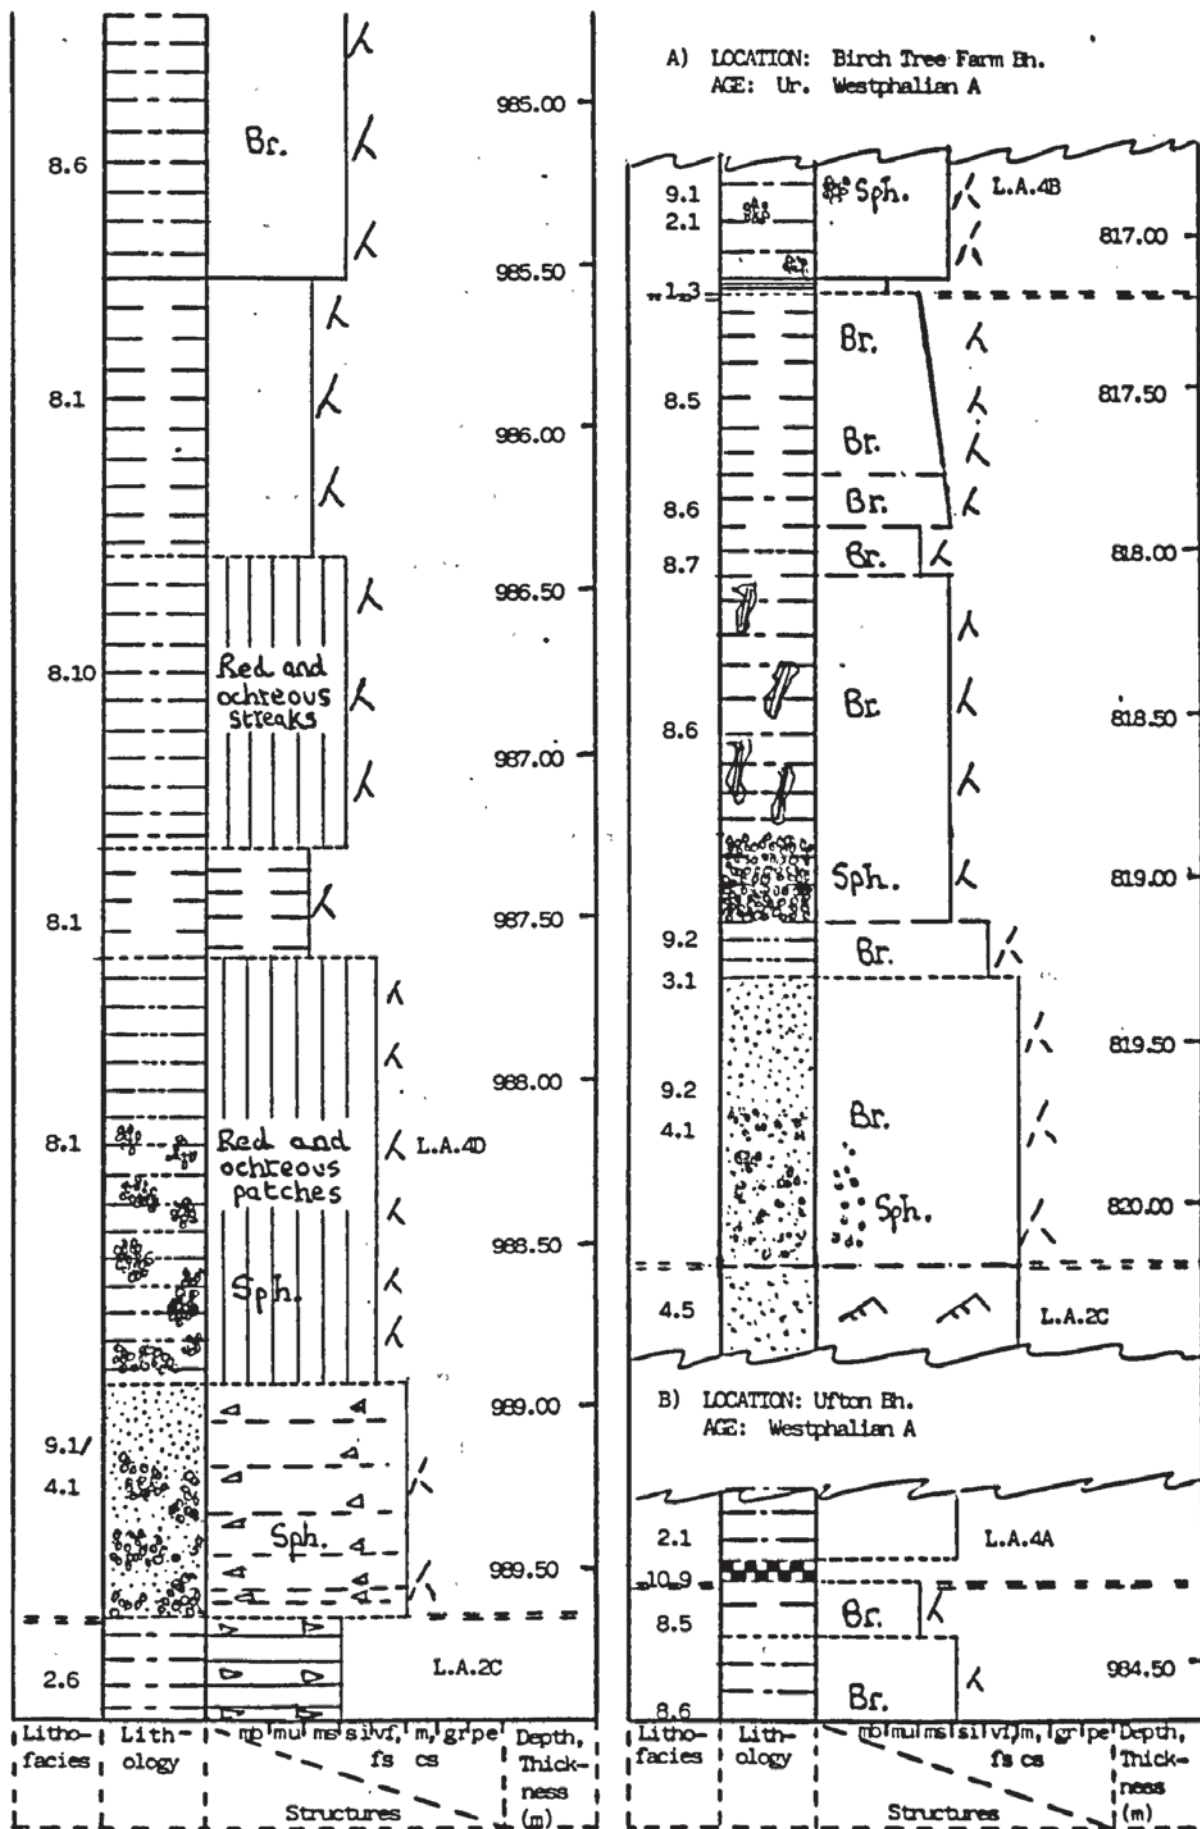 985.00
Br.
8.6
985.50
8.1
986.00
986.50
8.10
Red and
ochreous
streaks
987.00
8.1
987.50
988.00
8.1
Red and
ochreous
patches
L.A.4D
988.50
Sph.
989.00
9.1/
4.1
Sph.
989.50
2.6
L.A.2C
Litho-
facies
Lith-
ology
mb mu ms si vf, m, gr pe
fs cs
Structures
Depth,
Thick-
ness
(m)
A) LOCATION: Birch Tree Farm Bh.
AGE: Ur. Westphalian A
9.1
2.1
Sph.
L.A.4B
817.00
1.3
Br.
817.50
8.5
Br.
8.6
Br.
818.00
8.7
Br.
8.6
Br.
818.50
Sph.
819.00
9.2
Br.
3.1
819.50
9.2
4.1
Br.
Sph.
820.00
4.5
L.A.2C
B) LOCATION: Ufton Bh.
AGE: Westphalian A
2.1
L.A.4A
10.9
8.5
Br.
984.50
8.6
Br.
Litho-
facies
Lith-
ology
mb mu ms si vf, m, gr pe
fs cs
Structures
Depth,
Thick-
ness
(m)